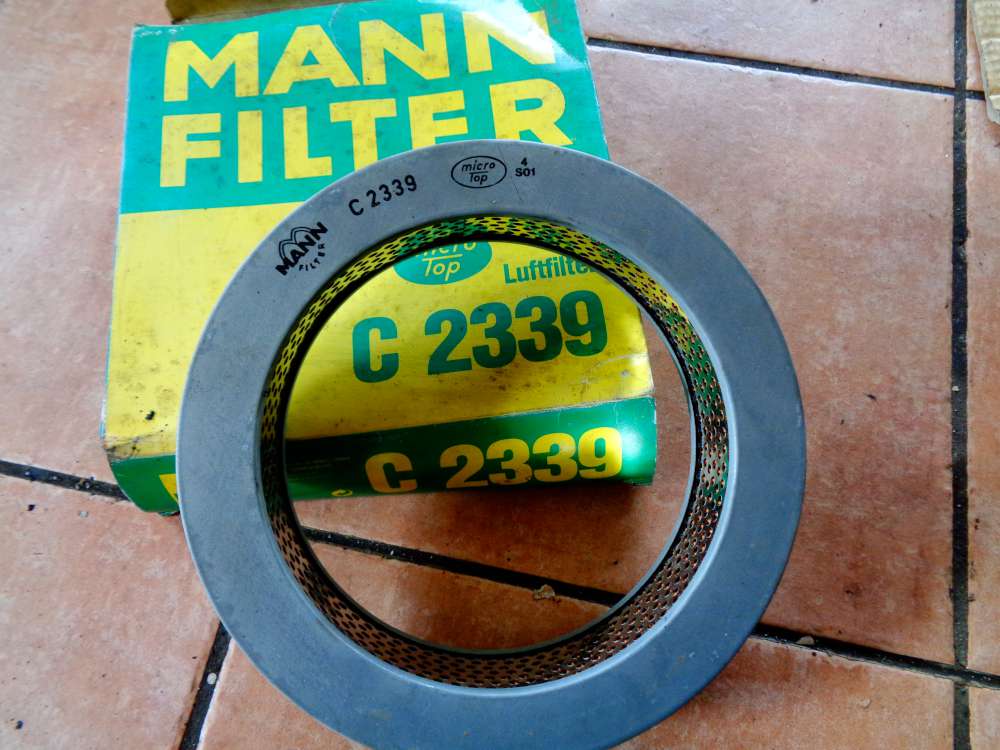 MANN
FILTER
micro
Top
Luftfilter
C 2339
C 2339
MANN
FILTER
C 2339
micro
Top
4
S01